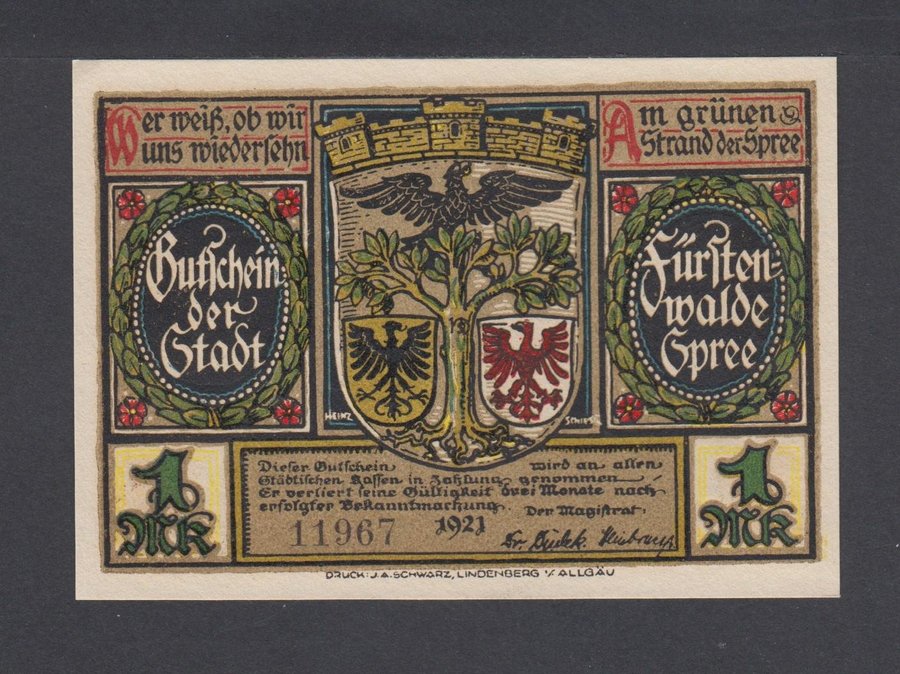 Wer weiß, ob wir
uns wiedersehn
Am grünen
Strand der Spree
Gutschein
der
Stadt
Fürsten-
walde
Spree
HEINZ
SCHIESTL
1
MK
1
MK
Dieser Gutschein wird an allen
Städtischen Kassen in Zahlung genommen
Er verliert seine Gültigkeit drei Monate nach
erfolgter Bekanntmachung. Der Magistrat.
11967
1921
Dr.
DRUCK: J.A. SCHWARZ, LINDENBERG i/ ALLGÄU